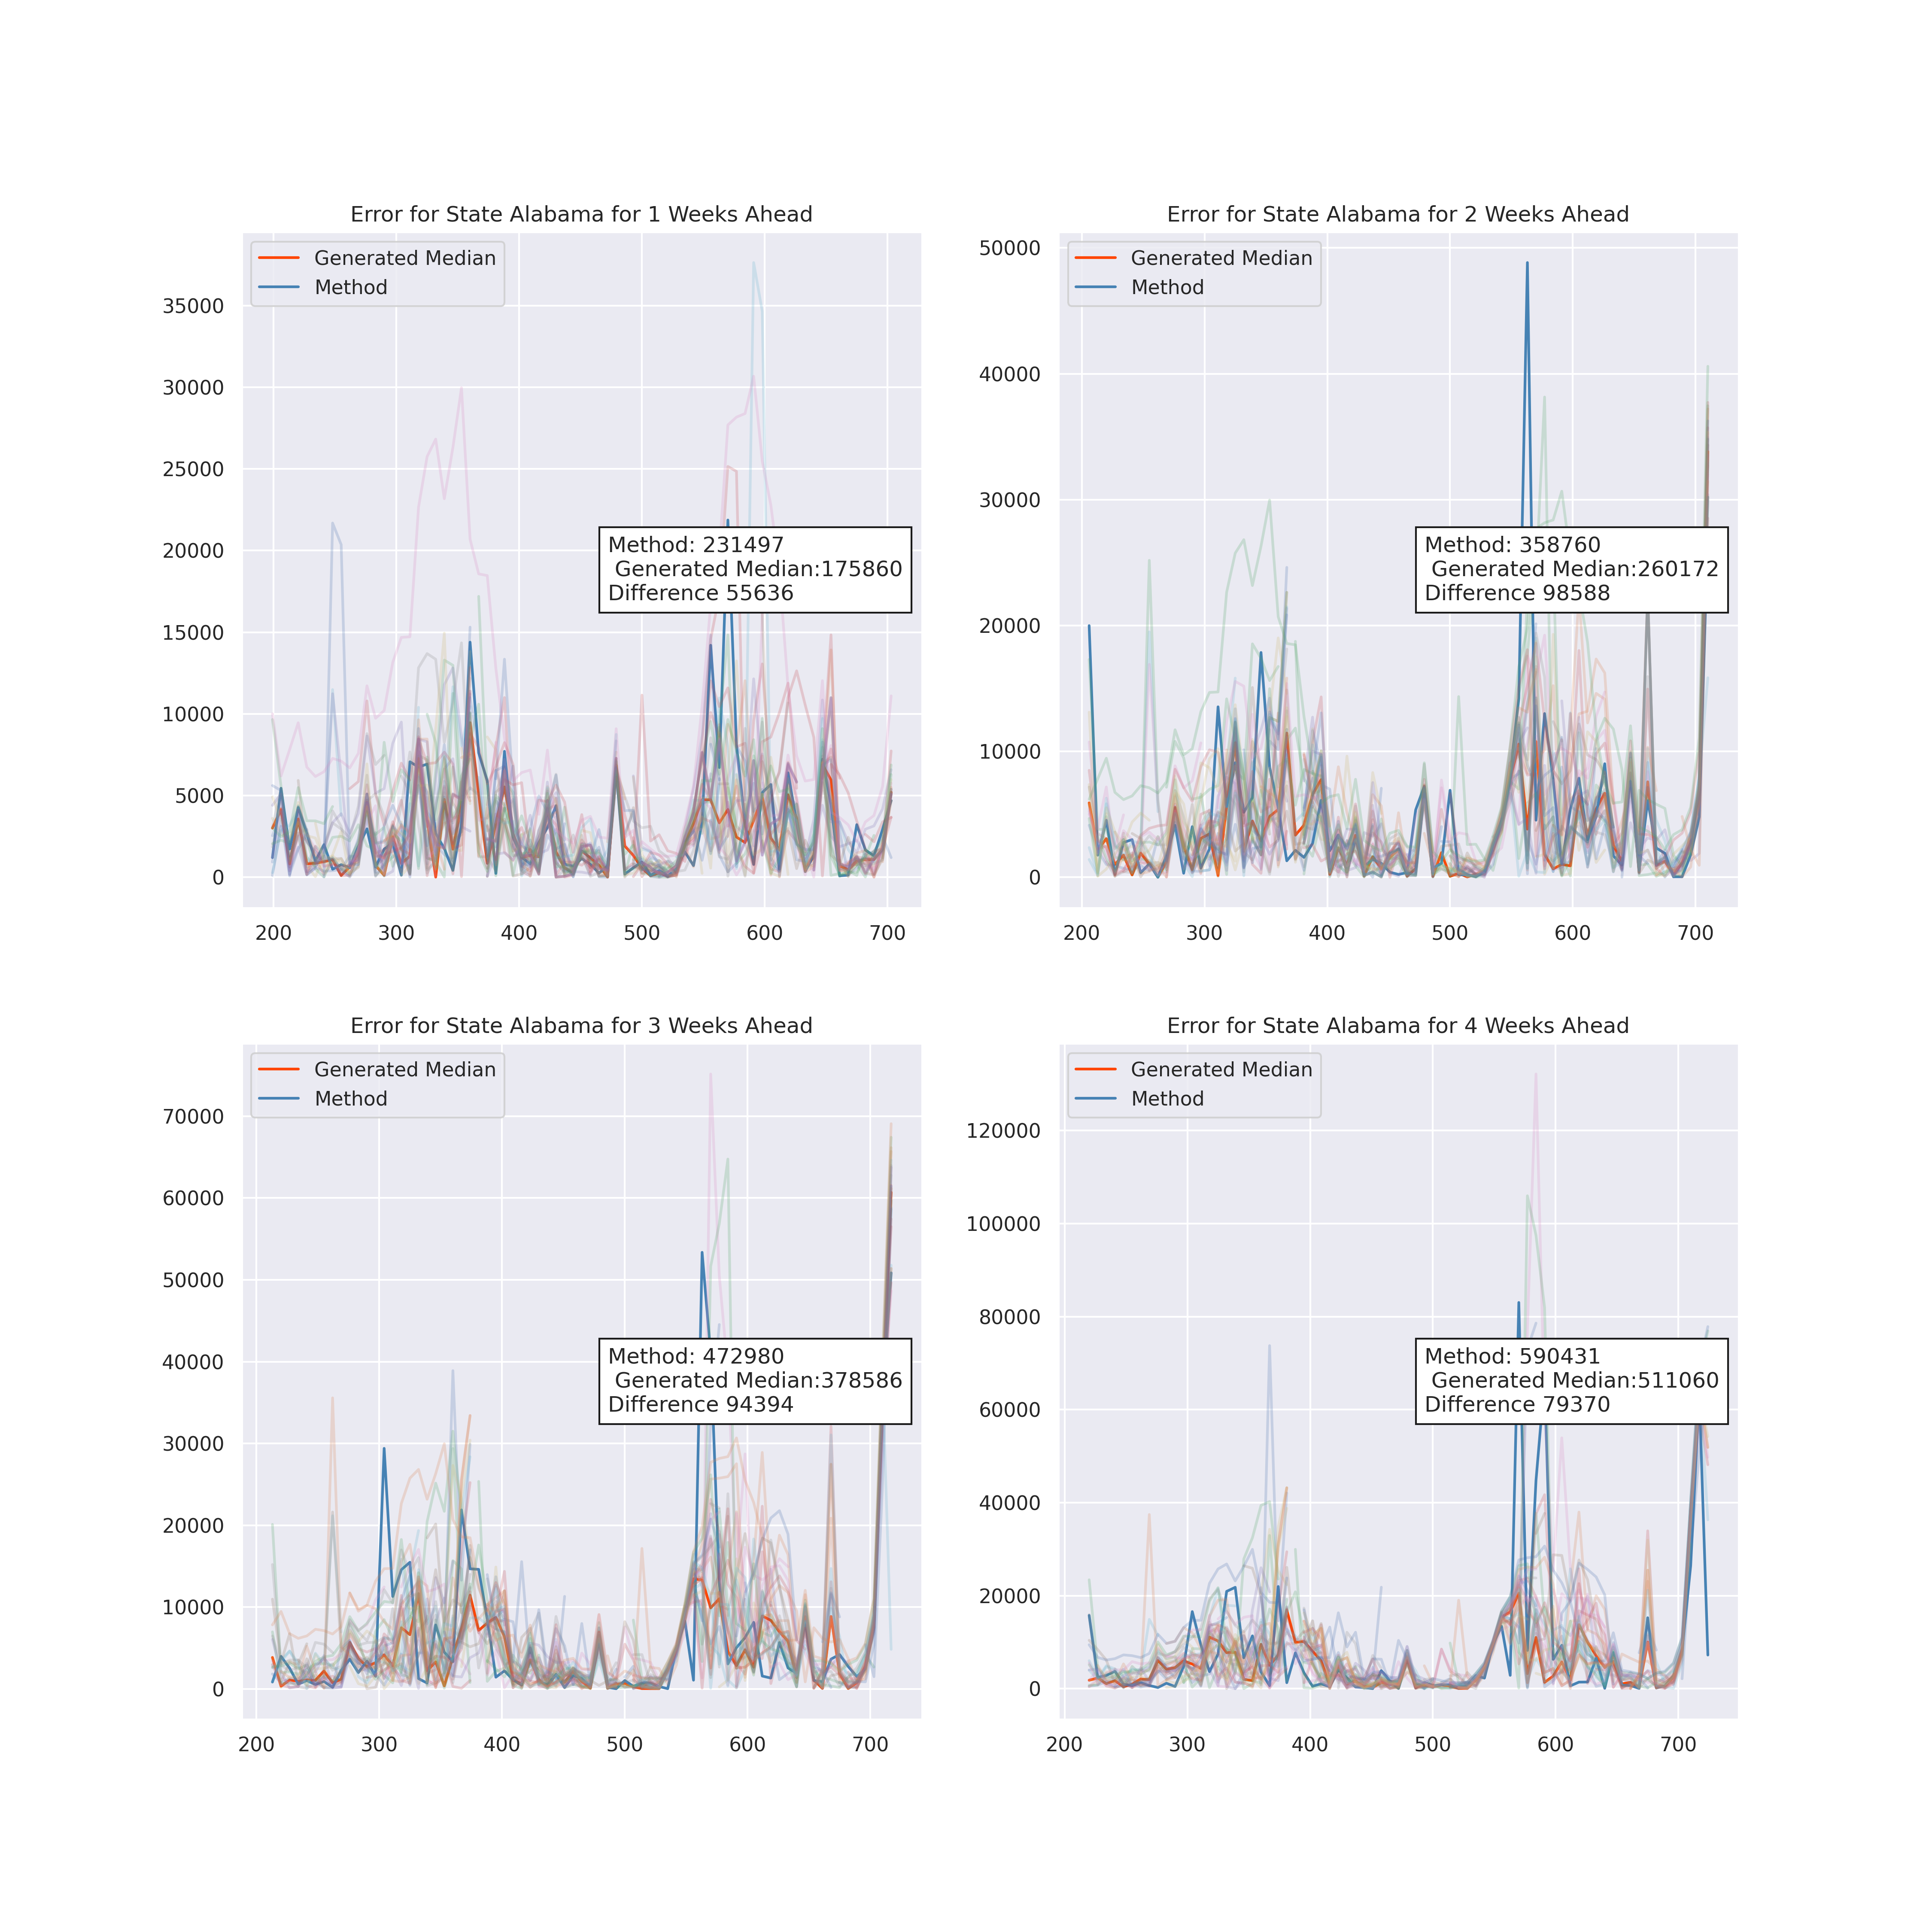 Error for State Alabama for 1 Weeks Ahead
Generated Median
Method
35000
30000
25000
20000
15000
10000
5000
0
Method: 231497
Generated Median:175860
Difference 55636
200 300 400 500 600 700
Error for State Alabama for 2 Weeks Ahead
Generated Median
Method
50000
40000
30000
20000
10000
0
Method: 358760
Generated Median:260172
Difference 98588
200 300 400 500 600 700
Error for State Alabama for 3 Weeks Ahead
Generated Median
Method
70000
60000
50000
40000
30000
20000
10000
0
Method: 472980
Generated Median:378586
Difference 94394
200 300 400 500 600 700
Error for State Alabama for 4 Weeks Ahead
Generated Median
Method
120000
100000
80000
60000
40000
20000
0
Method: 590431
Generated Median:511060
Difference 79370
200 300 400 500 600 700